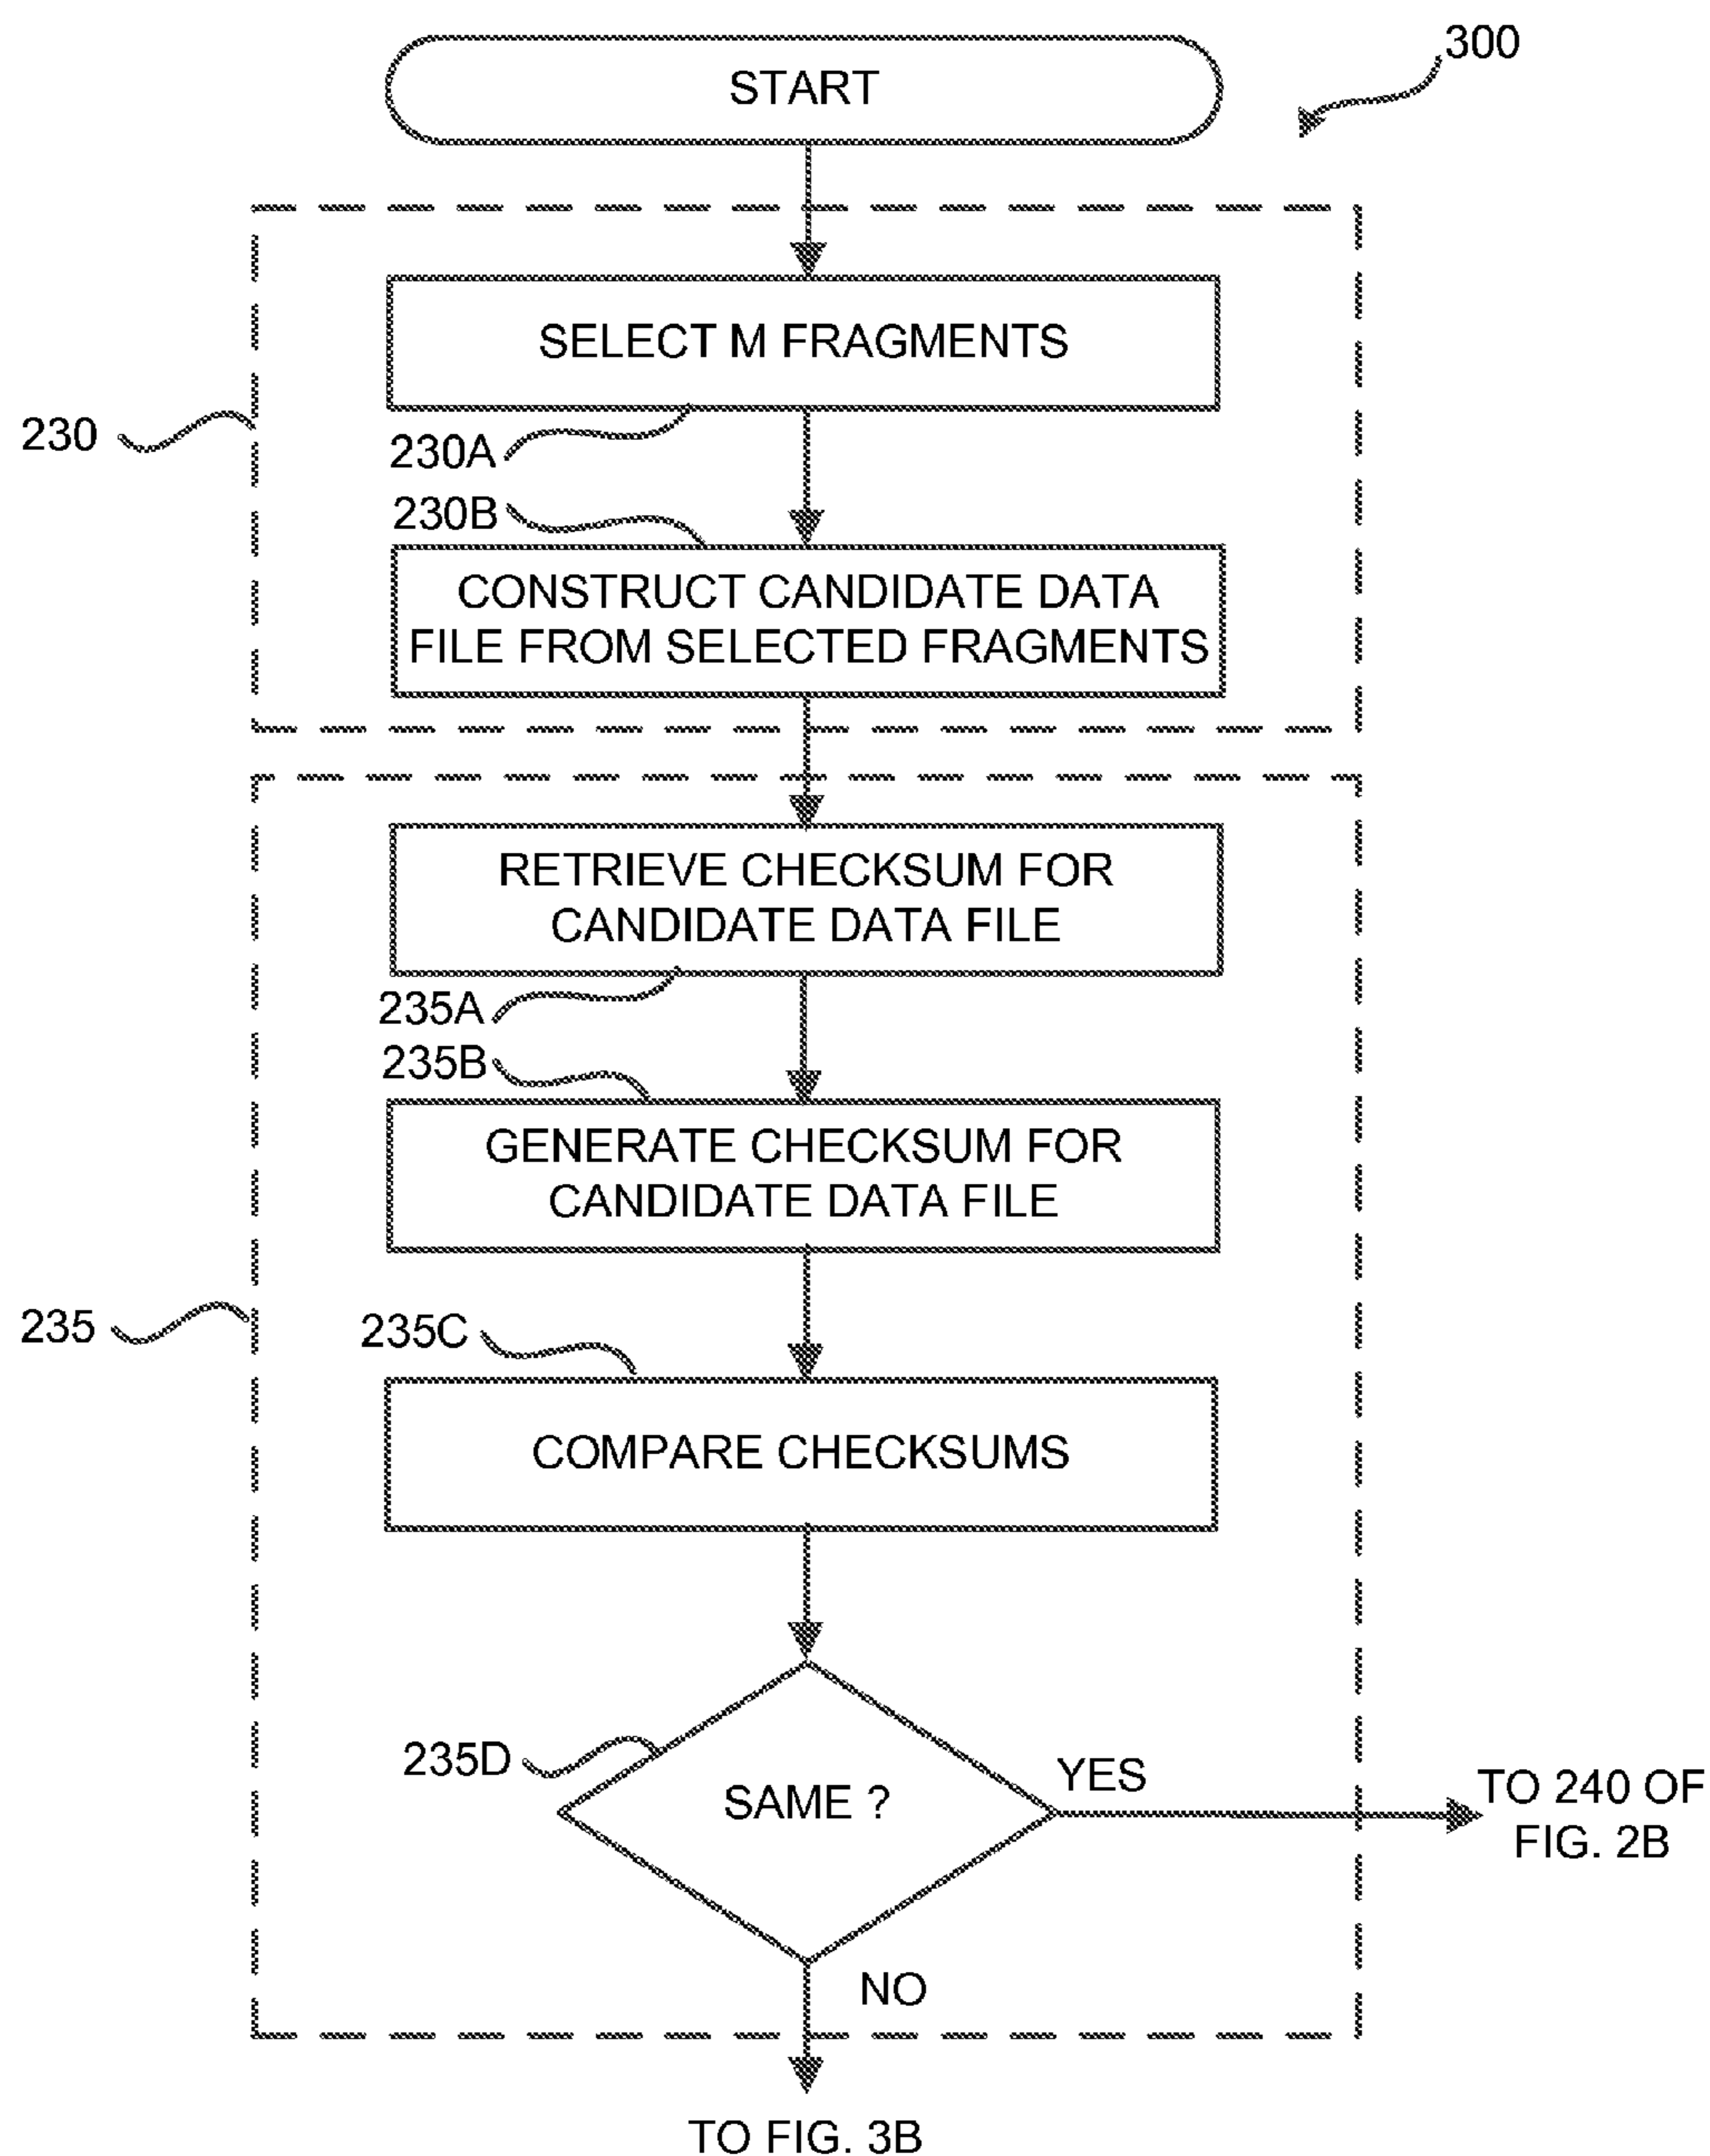 300
START
SELECT M FRAGMENTS
230
230A
230B
CONSTRUCT CANDIDATE DATA
FILE FROM SELECTED FRAGMENTS
RETRIEVE CHECKSUM FOR
CANDIDATE DATA FILE
235A
235B
GENERATE CHECKSUM FOR
CANDIDATE DATA FILE
235
235C
COMPARE CHECKSUMS
235D
SAME ?
YES
TO 240 OF
FIG. 2B
NO
TO FIG. 3B